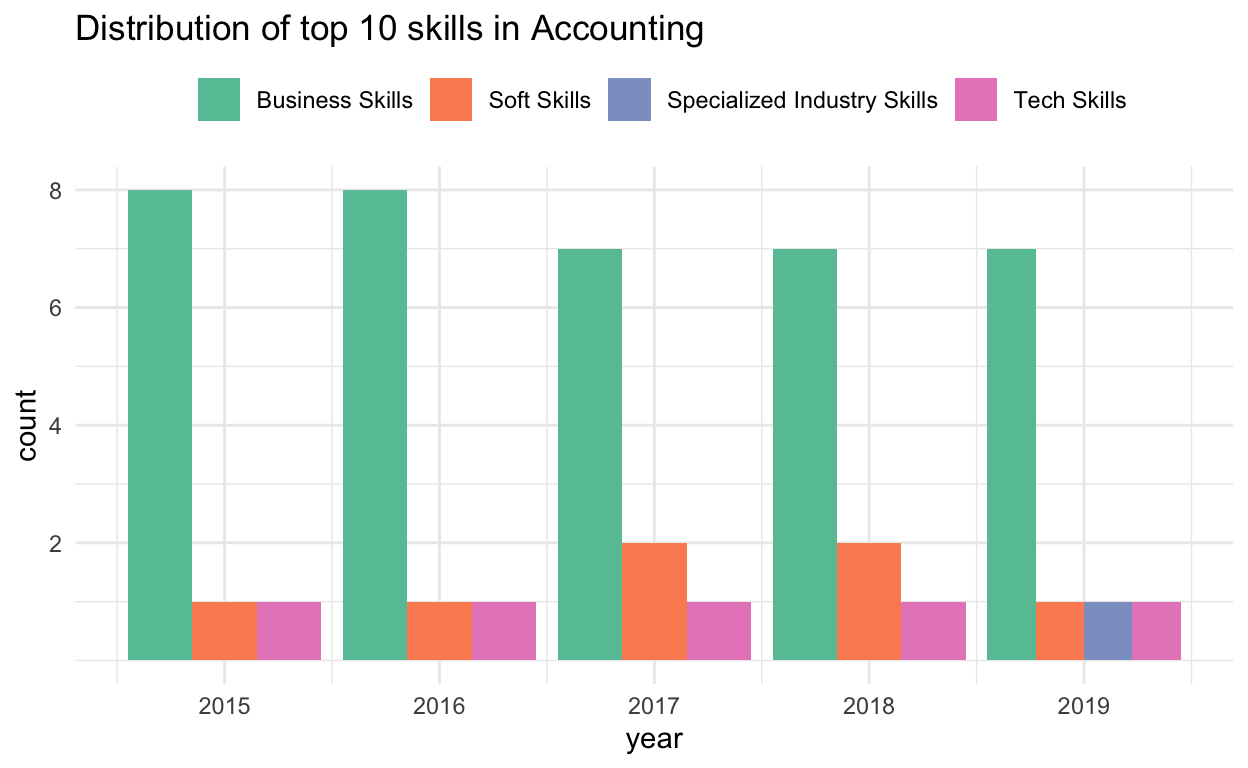 Distribution of top 10 skills in Accounting
Business Skills Soft Skills Specialized Industry Skills Tech Skills
8
6
4
2
count
2015 2016 2017 2018 2019
year